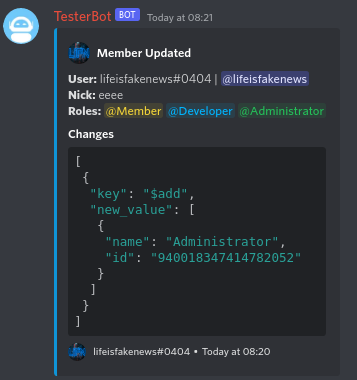 TesterBot BOT Today at 08:21
Member Updated
User: lifeisfakenews#0404 | @lifeisfakenews
Nick: eeee
Roles: @Member @Developer @Administrator
Changes
[
 {
  "key": "$add",
  "new_value": [
   {
    "name": "Administrator",
    "id": "940018347414782052"
   }
  ]
 }
]
lifeisfakenews#0404 • Today at 08:20